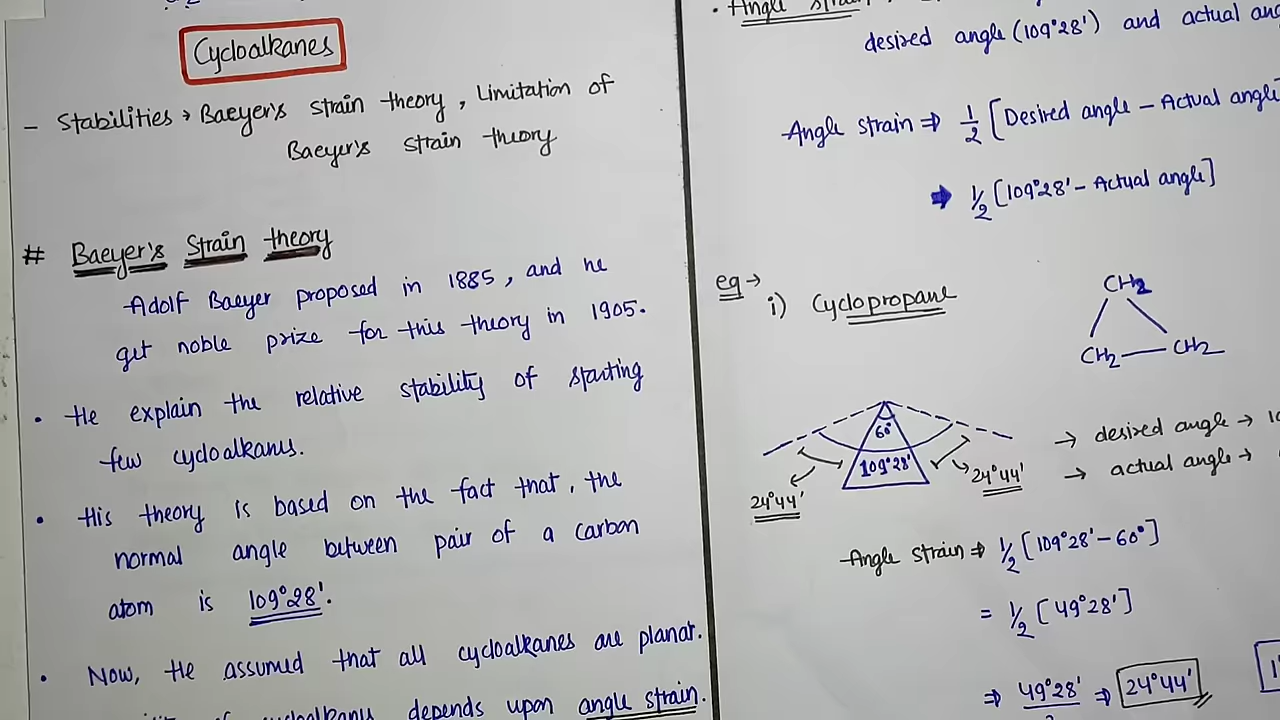 Cycloalkanes
- Stabilities → Baeyer's strain theory, Limitation of
Baeyer's strain theory
# Baeyer's Strain theory
Adolf Baeyer proposed in 1885, and he
get noble prize for this theory in 1905.
• He explain the relative stability of starting
few cycloalkanes.
• His theory is based on the fact that, the
normal angle between pair of a carbon
atom is 109°28'.
• Now, He assumed that all cycloalkanes are planar.
depends upon angle strain.
• Angle
desired angle (109°28') and actual
Angle strain ⇒ 1/2 [Desired angle - Actual angle
⇒ 1/2 [109°28' - Actual angle]
eg →
i) Cyclopropane
CH2
CH2 — CH2
60°
109°28'
24°44'
24°44'
→ desired angle →
→ actual angle →
Angle strain ⇒ 1/2 [109°28' - 60°]
= 1/2 [49°28']
⇒ 49°28' ⇒ 24°44'